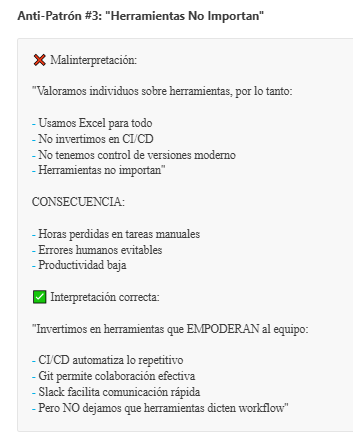 Anti-Patrón #3: "Herramientas No Importan"
❌ Malinterpretación:
"Valoramos individuos sobre herramientas, por lo tanto:
- Usamos Excel para todo
- No invertimos en CI/CD
- No tenemos control de versiones moderno
- Herramientas no importan"
CONSECUENCIA:
- Horas perdidas en tareas manuales
- Errores humanos evitables
- Productividad baja
✅ Interpretación correcta:
"Invertimos en herramientas que EMPODERAN al equipo:
- CI/CD automatiza lo repetitivo
- Git permite colaboración efectiva
- Slack facilita comunicación rápida
- Pero NO dejamos que herramientas dicten workflow"